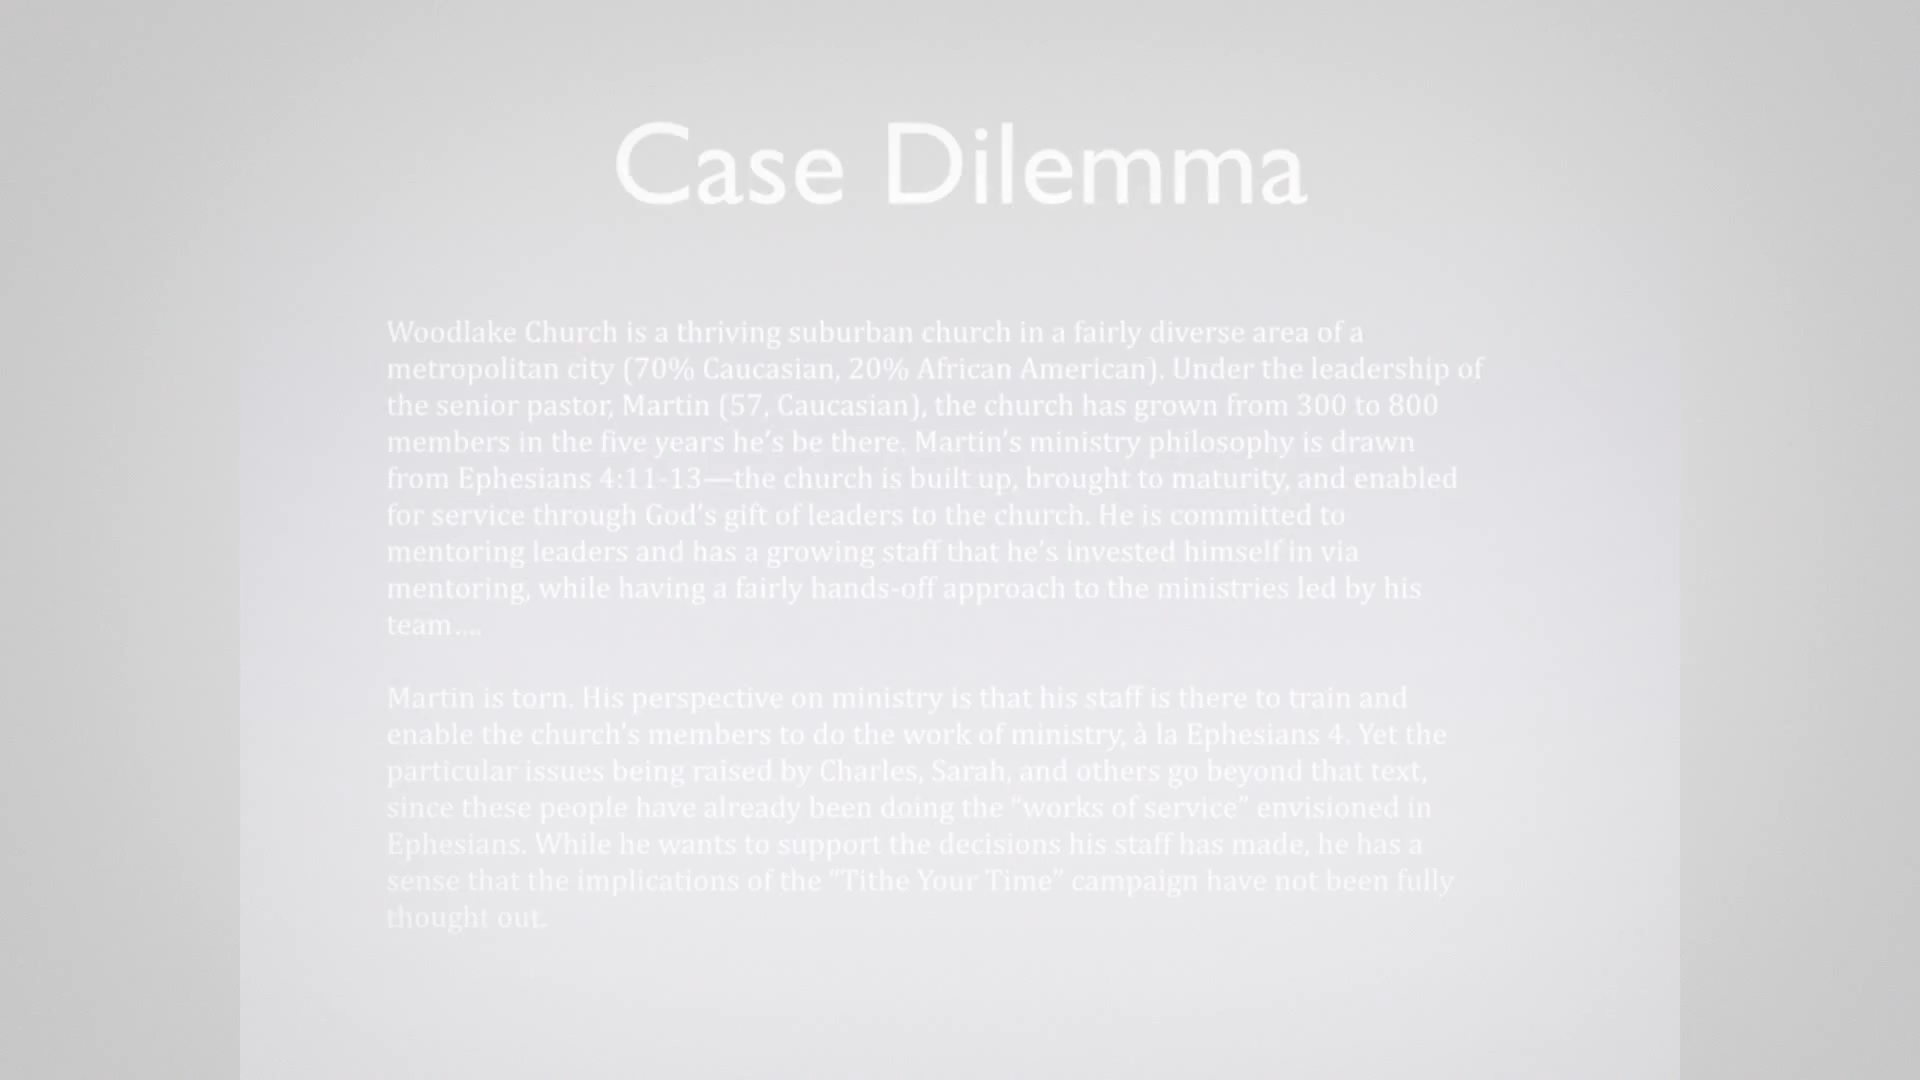 Case Dilemma
Woodlake Church is a thriving suburban church in a fairly diverse area of a
metropolitan city (70% Caucasian, 20% African American). Under the leadership of
the senior pastor, Martin (57, Caucasian), the church has grown from 300 to 800
members in the five years he’s be there. Martin’s ministry philosophy is drawn
from Ephesians 4:11-13—the church is built up, brought to maturity, and enabled
for service through God’s gift of leaders to the church. He is committed to
mentoring leaders and has a growing staff that he’s invested himself in via
mentoring, while having a fairly hands-off approach to the ministries led by his
team….
Martin is torn. His perspective on ministry is that his staff is there to train and
enable the church’s members to do the work of ministry, à la Ephesians 4. Yet the
particular issues being raised by Charles, Sarah, and others go beyond that text,
since these people have already been doing the “works of service” envisioned in
Ephesians. While he wants to support the decisions his staff has made, he has a
sense that the implications of the “Tithe Your Time” campaign have not been fully
thought out.